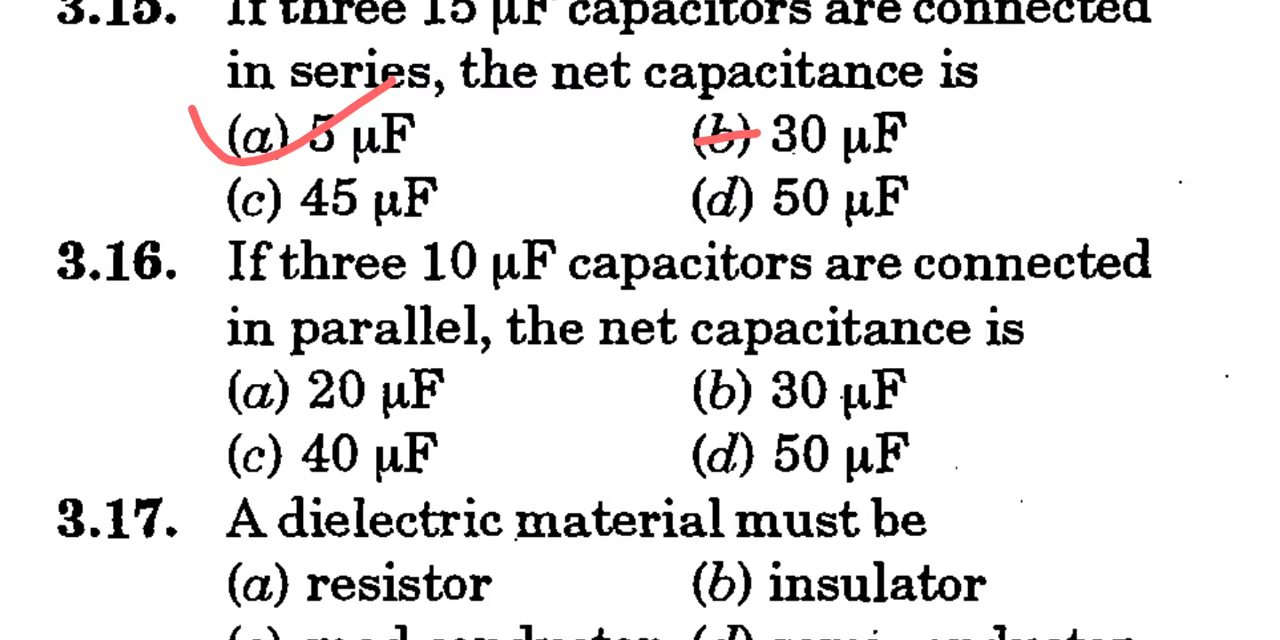 3.15. If three 15 µF capacitors are connected
in series, the net capacitance is
(a) 5 µF (b) 30 µF
(c) 45 µF (d) 50 µF
3.16. If three 10 µF capacitors are connected
in parallel, the net capacitance is
(a) 20 µF (b) 30 µF
(c) 40 µF (d) 50 µF
3.17. A dielectric material must be
(a) resistor (b) insulator